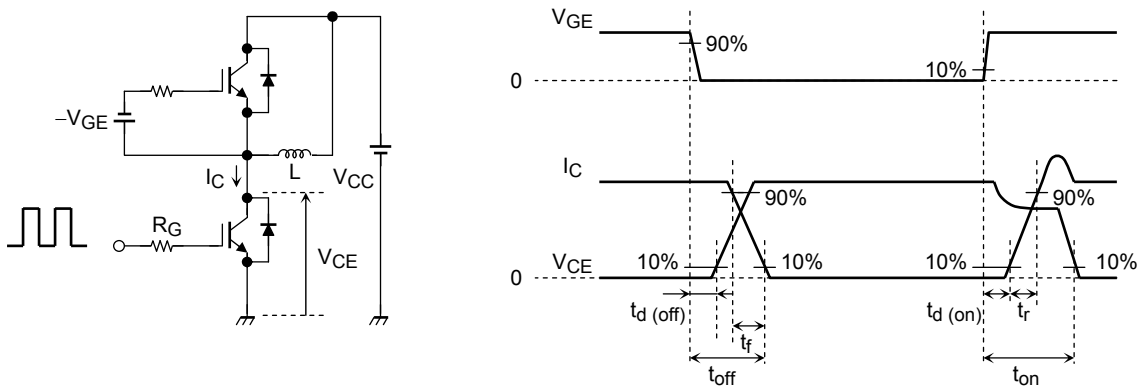 −VGE
L
IC
VCC
RG
VCE
VGE
90%
10%
0
IC
90%
90%
VCE
10%
10%
10%
10%
0
td (off)
tf
toff
td (on)
tr
ton